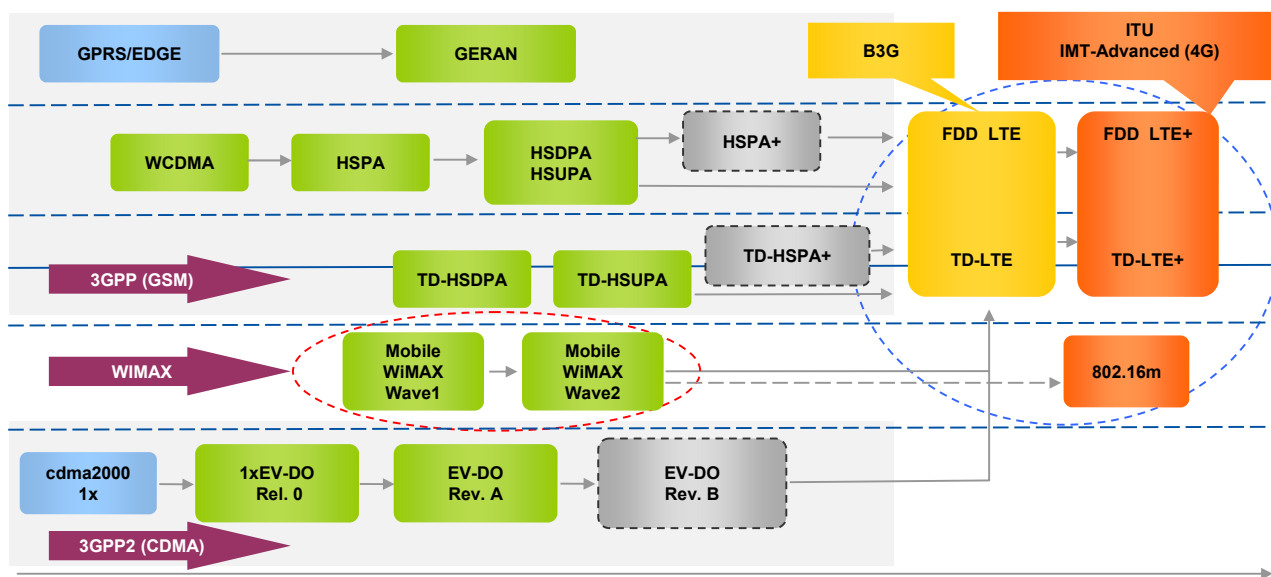 ITU
IMT-Advanced (4G)
B3G
GPRS/EDGE
GERAN
WCDMA
HSPA
HSDPA
HSUPA
HSPA+
FDD LTE
FDD LTE+
TD-HSPA+
TD-LTE
TD-LTE+
3GPP (GSM)
TD-HSDPA
TD-HSUPA
WIMAX
Mobile
WiMAX
Wave1
Mobile
WiMAX
Wave2
802.16m
cdma2000
1x
1xEV-DO
Rel. 0
EV-DO
Rev. A
EV-DO
Rev. B
3GPP2 (CDMA)